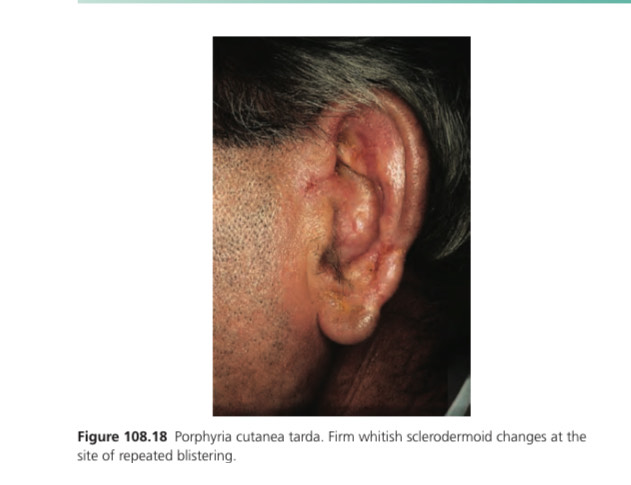 Figure 108.18 Porphyria cutanea tarda. Firm whitish sclerodermoid changes at the
site of repeated blistering.